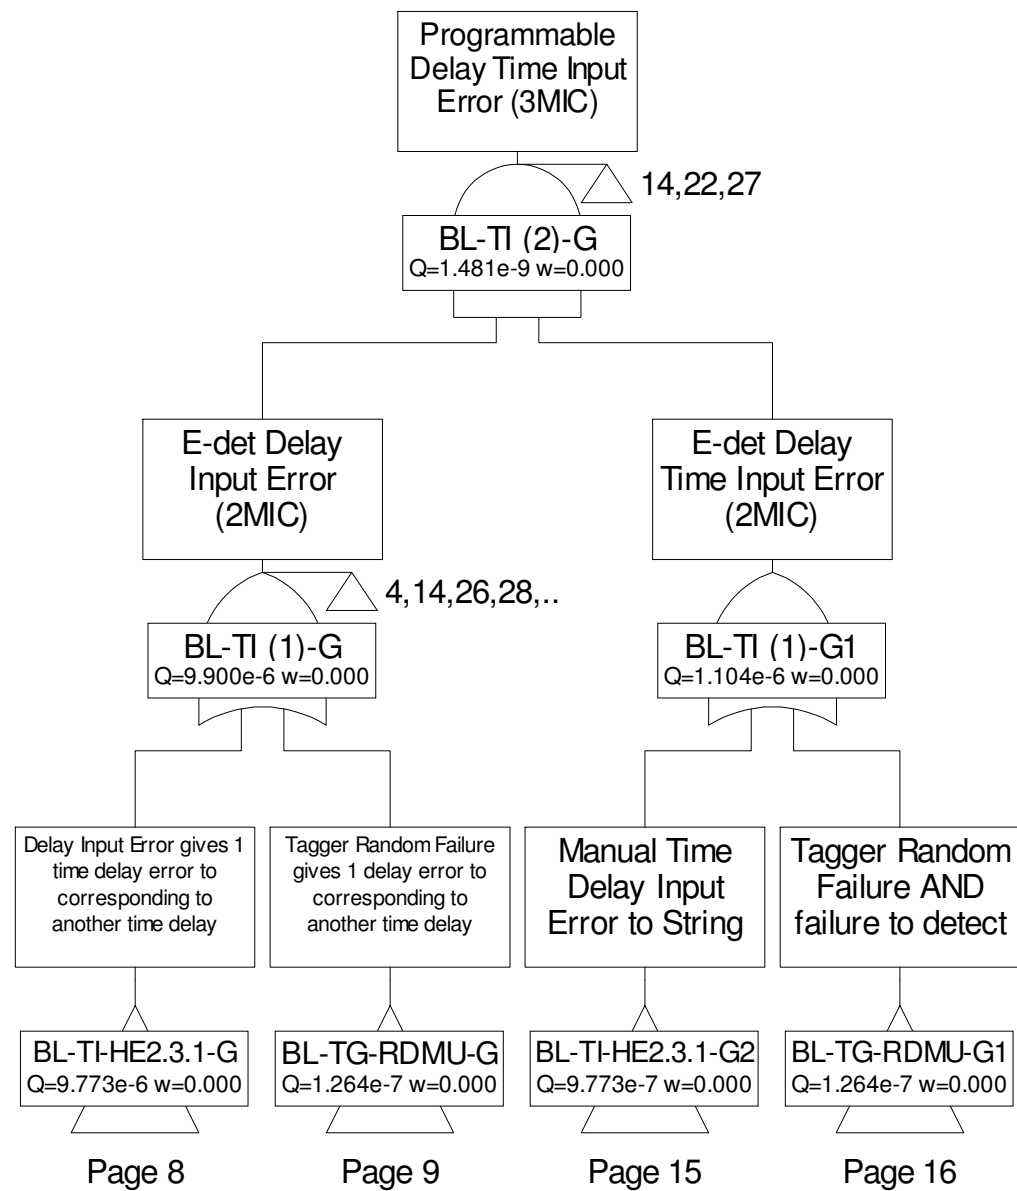 Programmable
Delay Time Input
Error (3MIC)
14,22,27
BL-TI (2)-G
Q=1.481e-9 w=0.000
E-det Delay
Input Error
(2MIC)
E-det Delay
Time Input Error
(2MIC)
4,14,26,28,..
BL-TI (1)-G
Q=9.900e-6 w=0.000
BL-TI (1)-G1
Q=1.104e-6 w=0.000
Delay Input Error gives 1
time delay error to
corresponding to
another time delay
Tagger Random Failure
gives 1 delay error to
corresponding to
another time delay
Manual Time
Delay Input
Error to String
Tagger Random
Failure AND
failure to detect
BL-TI-HE2.3.1-G
Q=9.773e-6 w=0.000
BL-TG-RDMU-G
Q=1.264e-7 w=0.000
BL-TI-HE2.3.1-G2
Q=9.773e-7 w=0.000
BL-TG-RDMU-G1
Q=1.264e-7 w=0.000
Page 8
Page 9
Page 15
Page 16